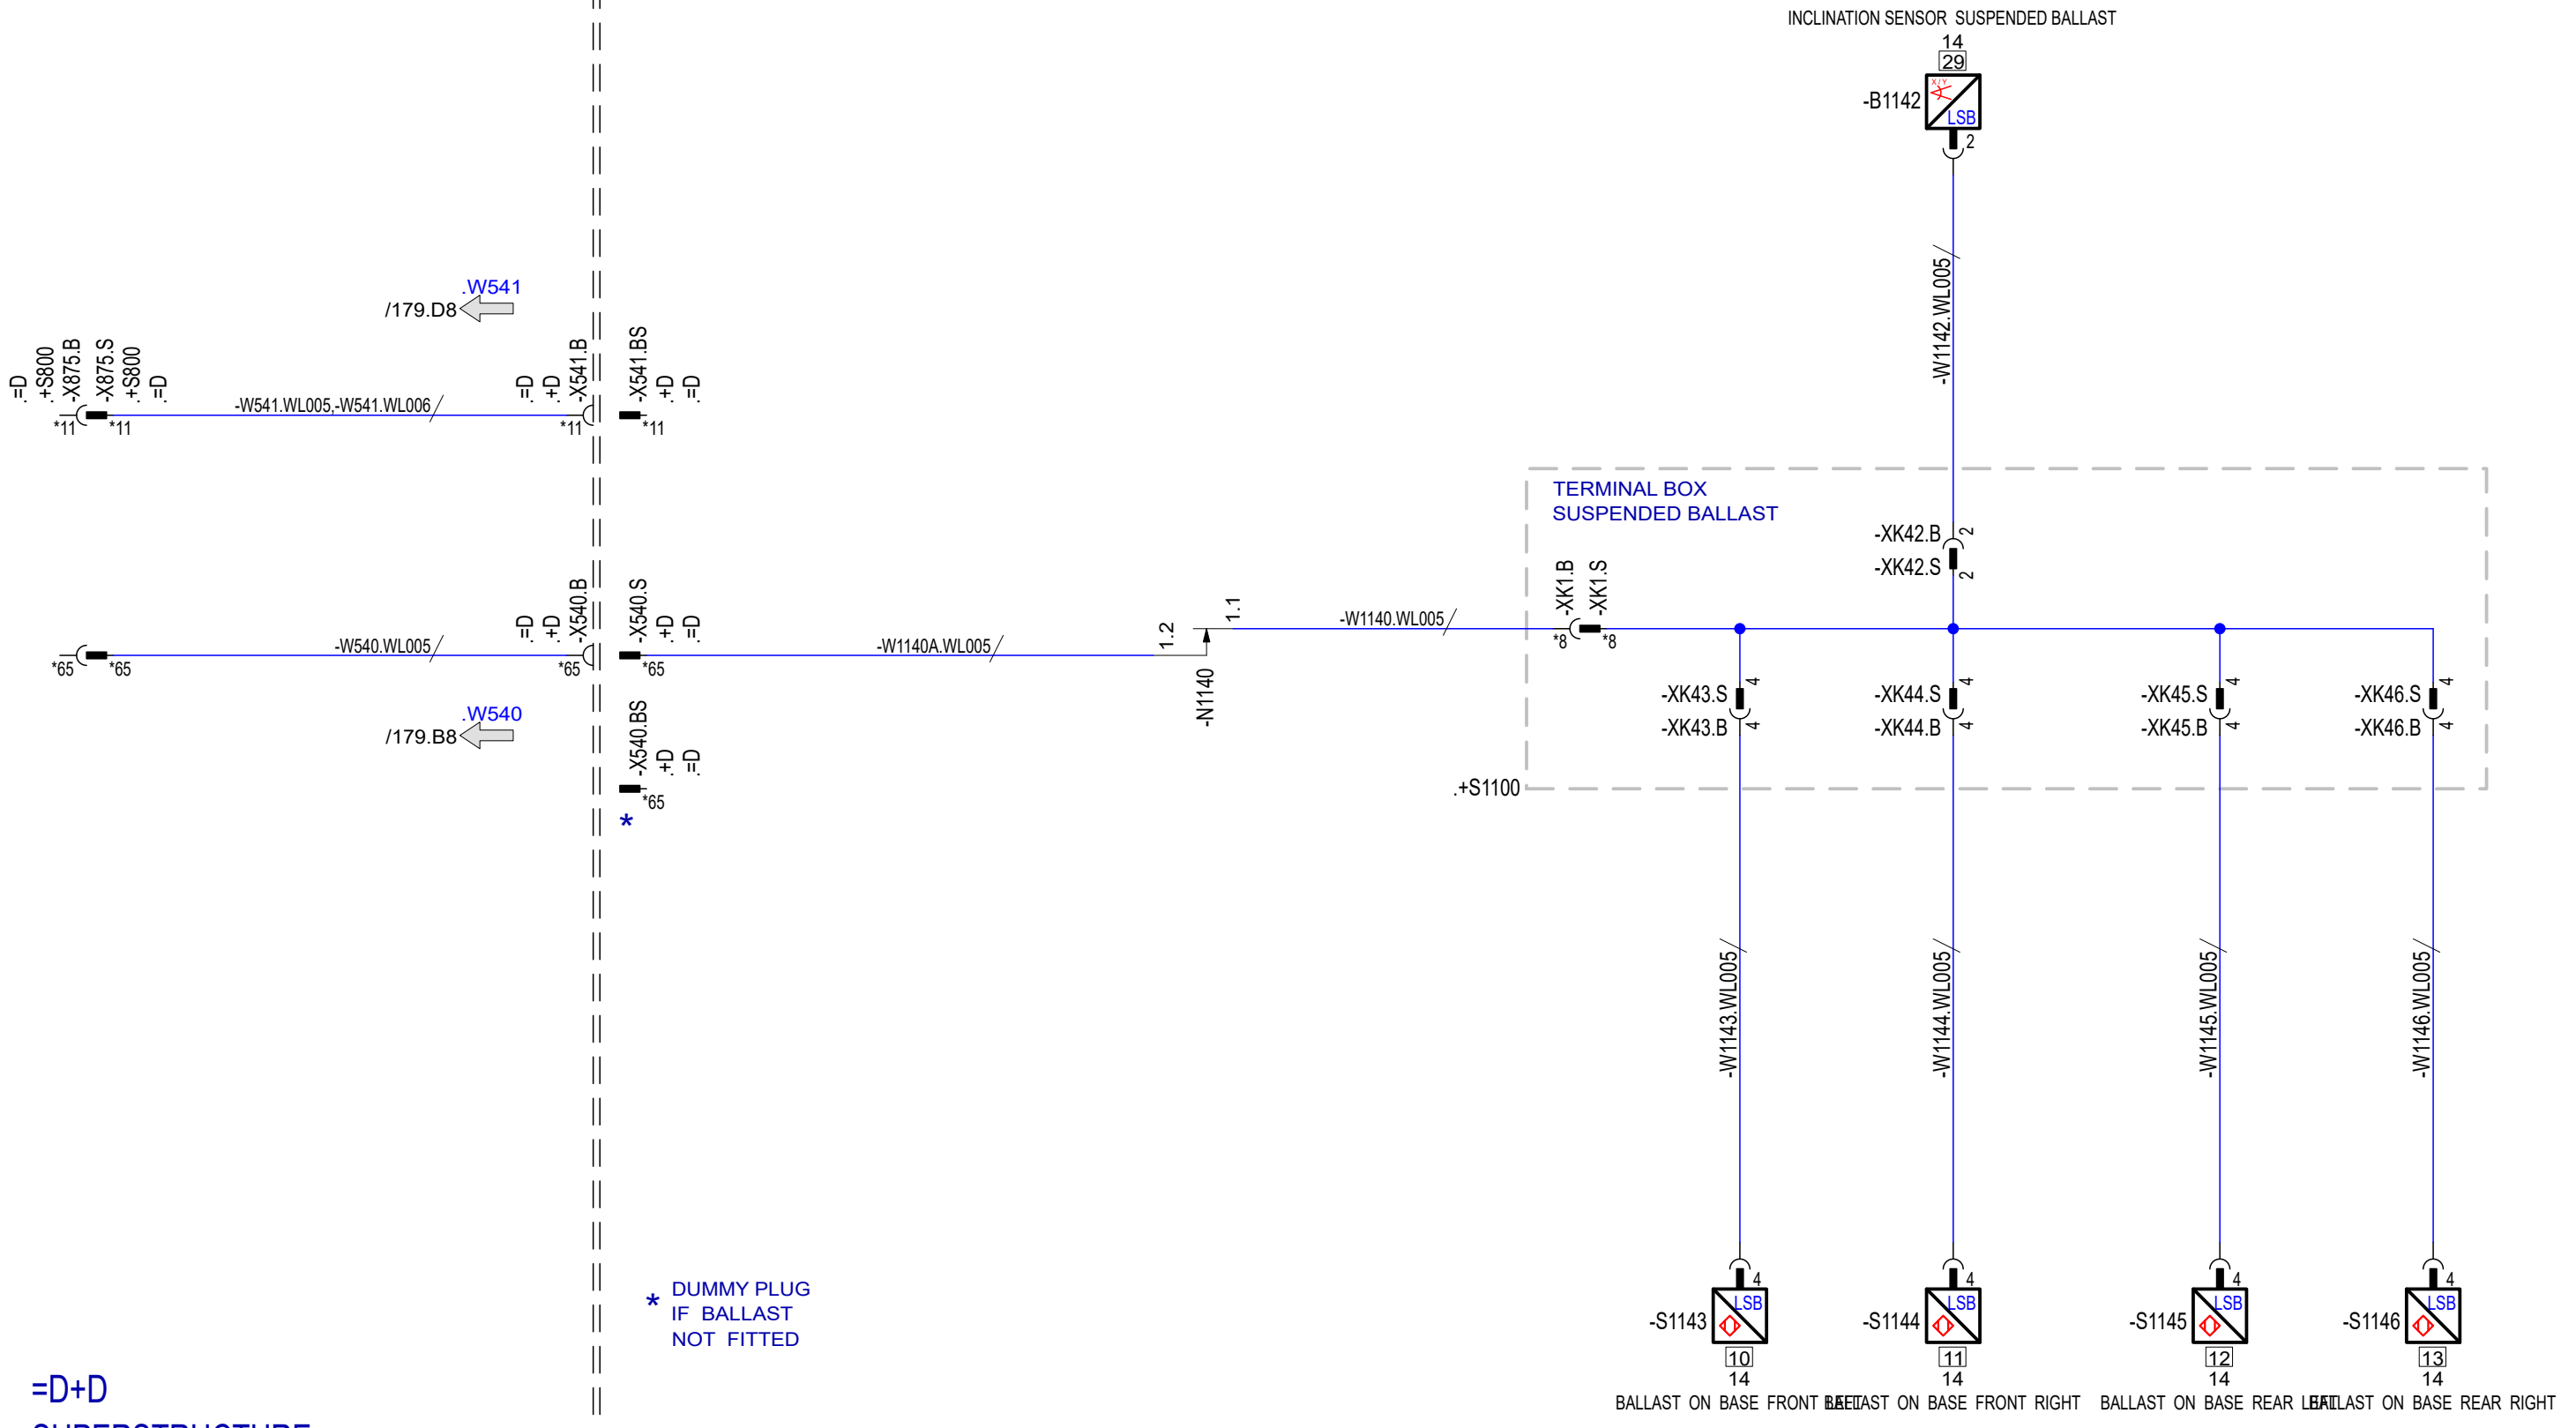 INCLINATION SENSOR SUSPENDED BALLAST
14
29
-B1142
X / Y
LSB
2
-W1142.WL005
.W541
/179.D8
.=D
.+S800
-X875.B
-X875.S
.+S800
.=D
*11
*11
-W541.WL005,-W541.WL006
.=D
.+D
-X541.B
*11
-X541.BS
.+D
.=D
*11
TERMINAL BOX
SUSPENDED BALLAST
-XK42.B
2
-XK42.S
2
*65
*65
-W540.WL005
.=D
.+D
-X540.B
*65
-X540.S
.+D
.=D
*65
-W1140A.WL005
1.2
1.1
-N1140
-W1140.WL005
-XK1.B
-XK1.S
*8
*8
.W540
/179.B8
-X540.BS
.+D
.=D
*65
*
-XK43.S
4
-XK43.B
4
-XK44.S
4
-XK44.B
4
-XK45.S
4
-XK45.B
4
-XK46.S
4
-XK46.B
4
.+S1100
-W1143.WL005
-W1144.WL005
-W1145.WL005
-W1146.WL005
* DUMMY PLUG
IF BALLAST
NOT FITTED
4
LSB
-S1143
10
14
BALLAST ON BASE FRONT LEFT
4
LSB
-S1144
11
14
BALLAST ON BASE FRONT RIGHT
4
LSB
-S1145
12
14
BALLAST ON BASE REAR LEFT
4
LSB
-S1146
13
14
BALLAST ON BASE REAR RIGHT
=D+D
SUPERSTRUCTURE